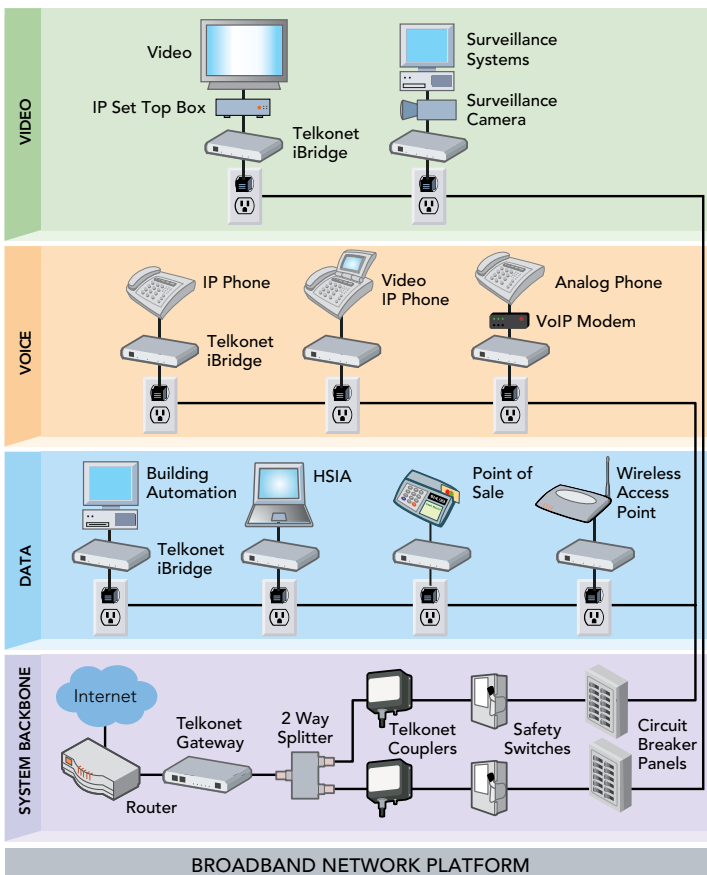 VIDEO
Video
IP Set Top Box
Telkonet
iBridge
Surveillance
Systems
Surveillance
Camera
VOICE
IP Phone
Telkonet
iBridge
Video
IP Phone
Analog Phone
VoIP Modem
DATA
Building
Automation
Telkonet
iBridge
HSIA
Point of
Sale
Wireless
Access
Point
SYSTEM BACKBONE
Internet
Router
Telkonet
Gateway
2 Way
Splitter
Telkonet
Couplers
Safety
Switches
Circuit
Breaker
Panels
BROADBAND NETWORK PLATFORM